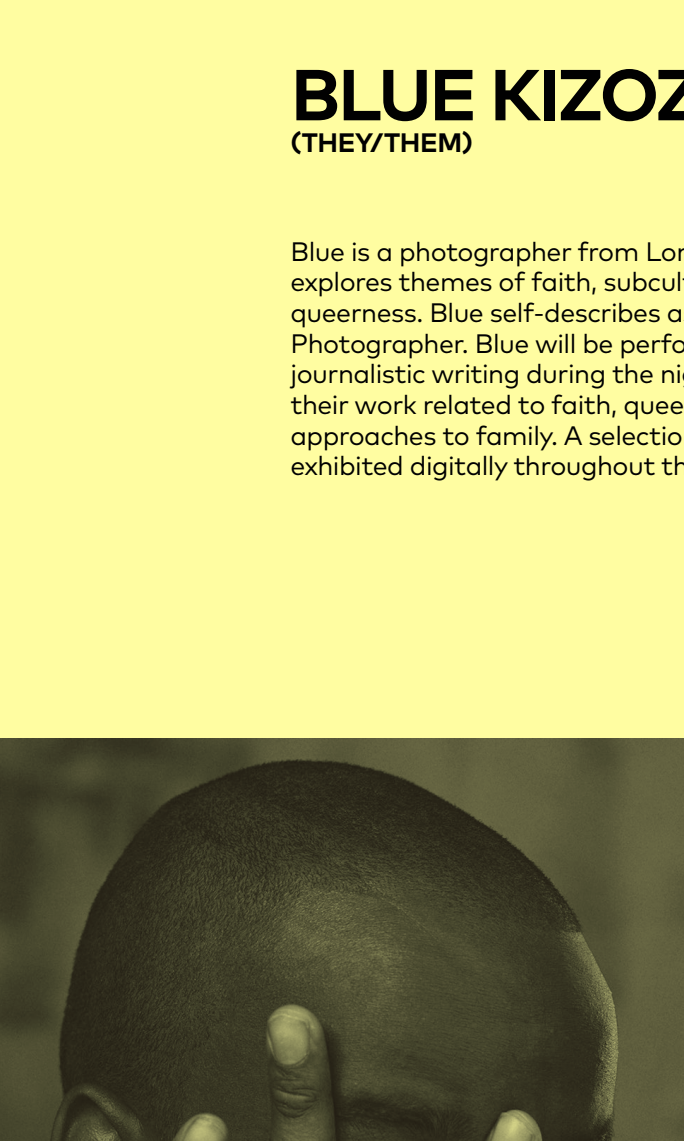 BLUE KIZOZ
(THEY/THEM)
Blue is a photographer from Lon
explores themes of faith, subcul
queerness. Blue self-describes a
Photographer. Blue will be perfo
journalistic writing during the nig
their work related to faith, quee
approaches to family. A selectio
exhibited digitally throughout th